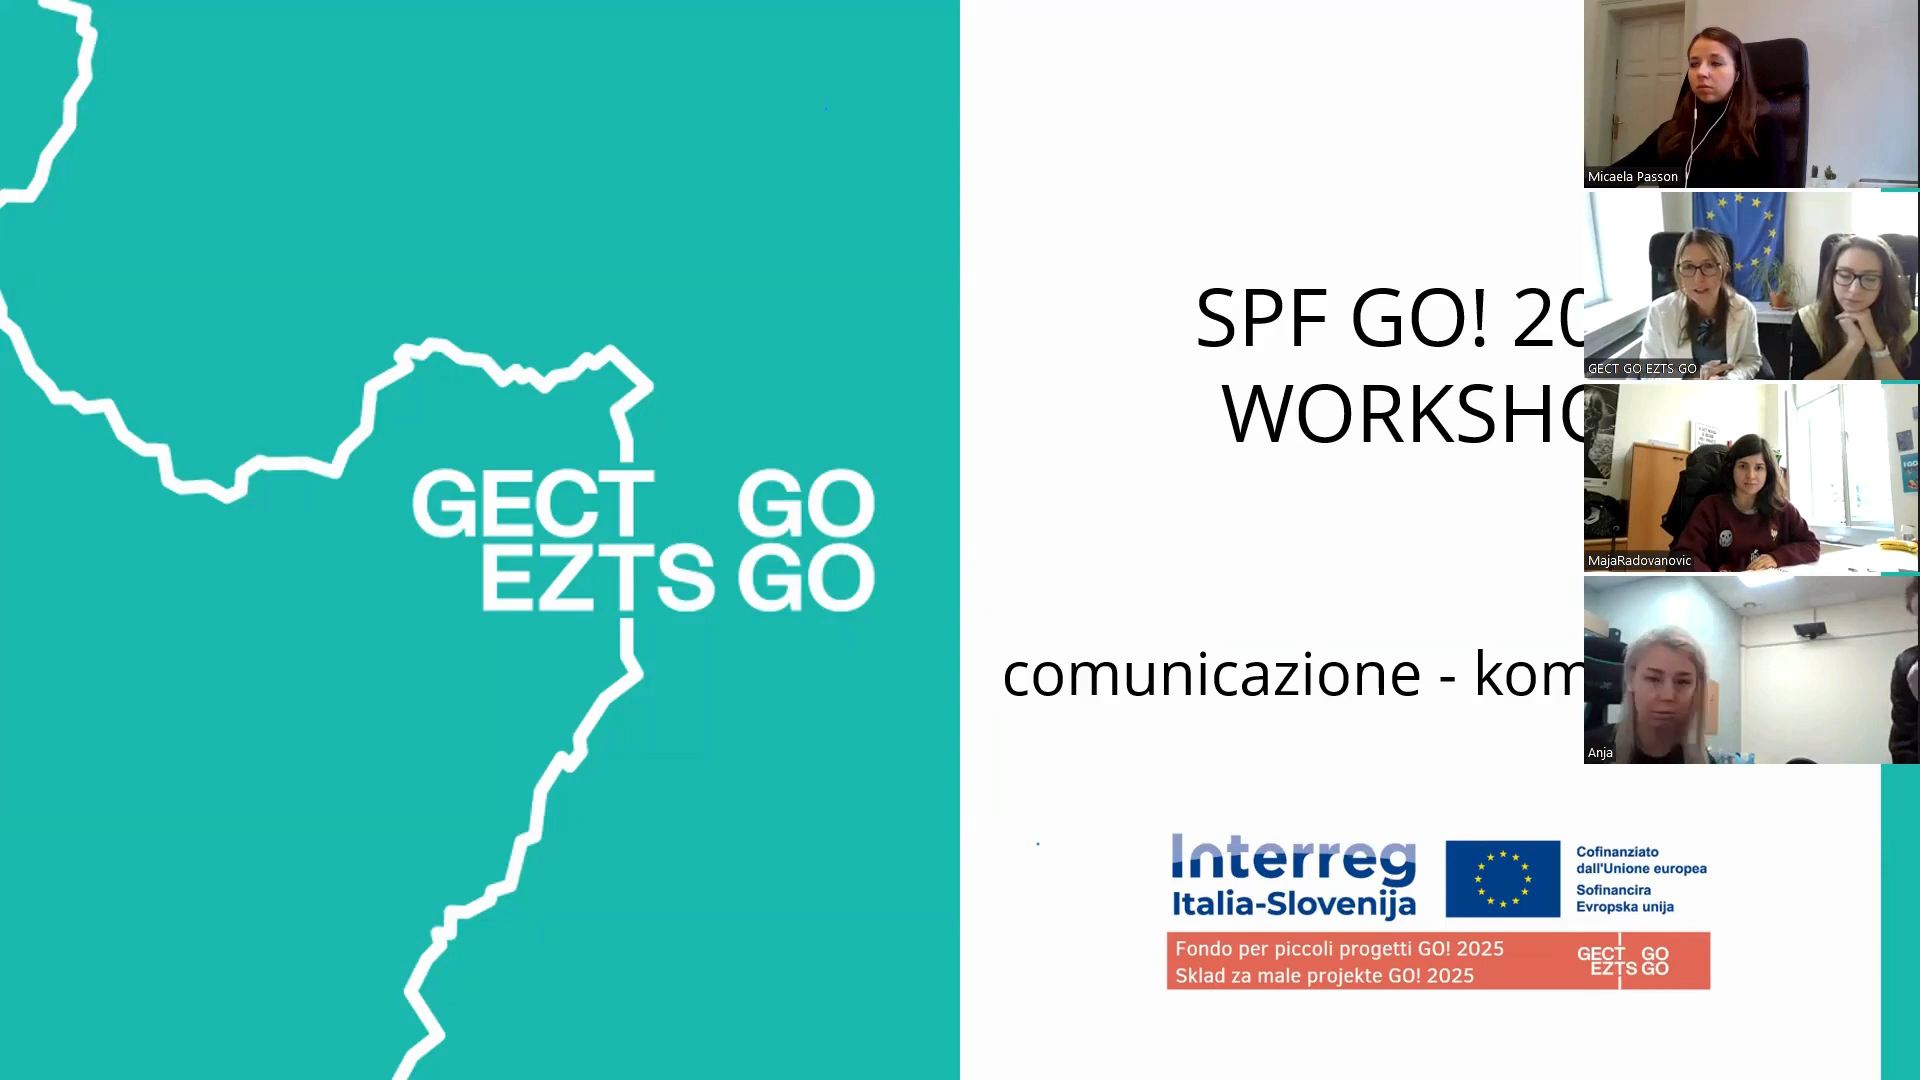 GECT GO
EZTS GO
SPF GO! 20
WORKSHO
comunicazione - kom
Interreg
Italia-Slovenija
Cofinanziato
dall'Unione europea
Sofinancira
Evropska unija
Fondo per piccoli progetti GO! 2025
Sklad za male projekte GO! 2025
GECT GO
EZTS GO
Micaela Passon
GECT GO EZTS GO
MajaRadovanovic
Anja